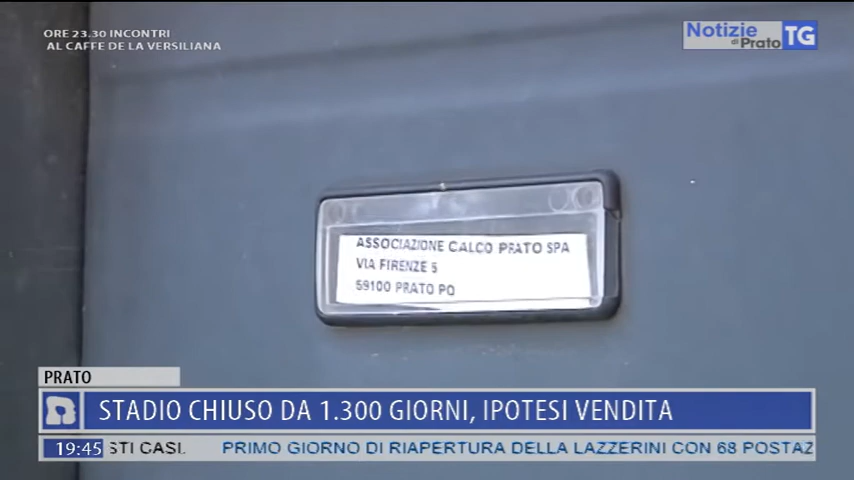 ORE 23.30 INCONTRI
AL CAFFE DE LA VERSILIANA
Notizie
di Prato TG
ASSOCIAZIONE CALCO PRATO SPA
VIA FIRENZE 5
59100 PRATO PO
PRATO
STADIO CHIUSO DA 1.300 GIORNI, IPOTESI VENDITA
19:45 STI CASI. PRIMO GIORNO DI RIAPERTURA DELLA LAZZERINI CON 68 POSTAZ